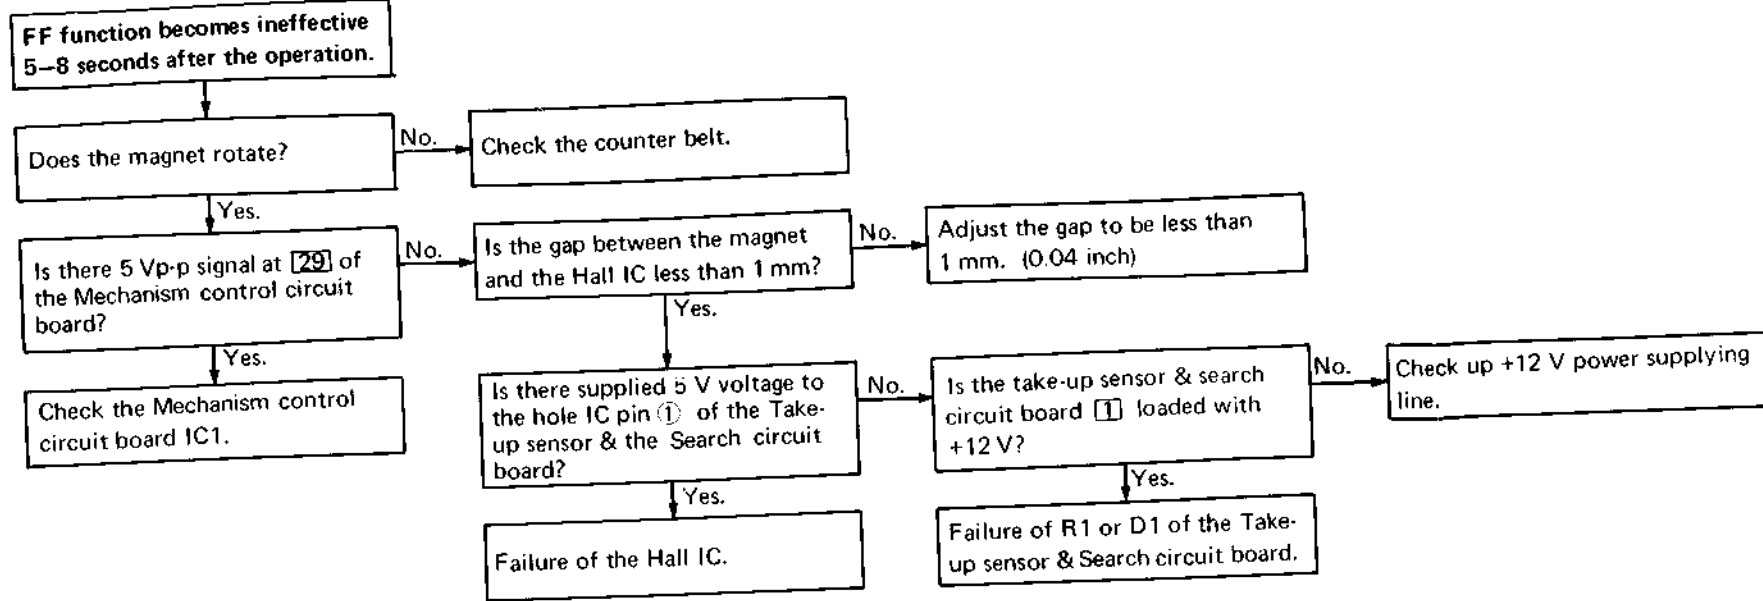 FF function becomes ineffective
5–8 seconds after the operation.
Does the magnet rotate?
No.
Check the counter belt.
Yes.
Is there 5 Vp-p signal at 29 of
the Mechanism control circuit
board?
No.
Is the gap between the magnet
and the Hall IC less than 1 mm?
No.
Adjust the gap to be less than
1 mm. (0.04 inch)
Yes.
Check the Mechanism control
circuit board IC1.
Yes.
Is there supplied 5 V voltage to
the hole IC pin ① of the Take-
up sensor & the Search circuit
board?
No.
Is the take-up sensor & search
circuit board 1 loaded with
+12 V?
No.
Check up +12 V power supplying
line.
Yes.
Failure of the Hall IC.
Yes.
Failure of R1 or D1 of the Take-
up sensor & Search circuit board.